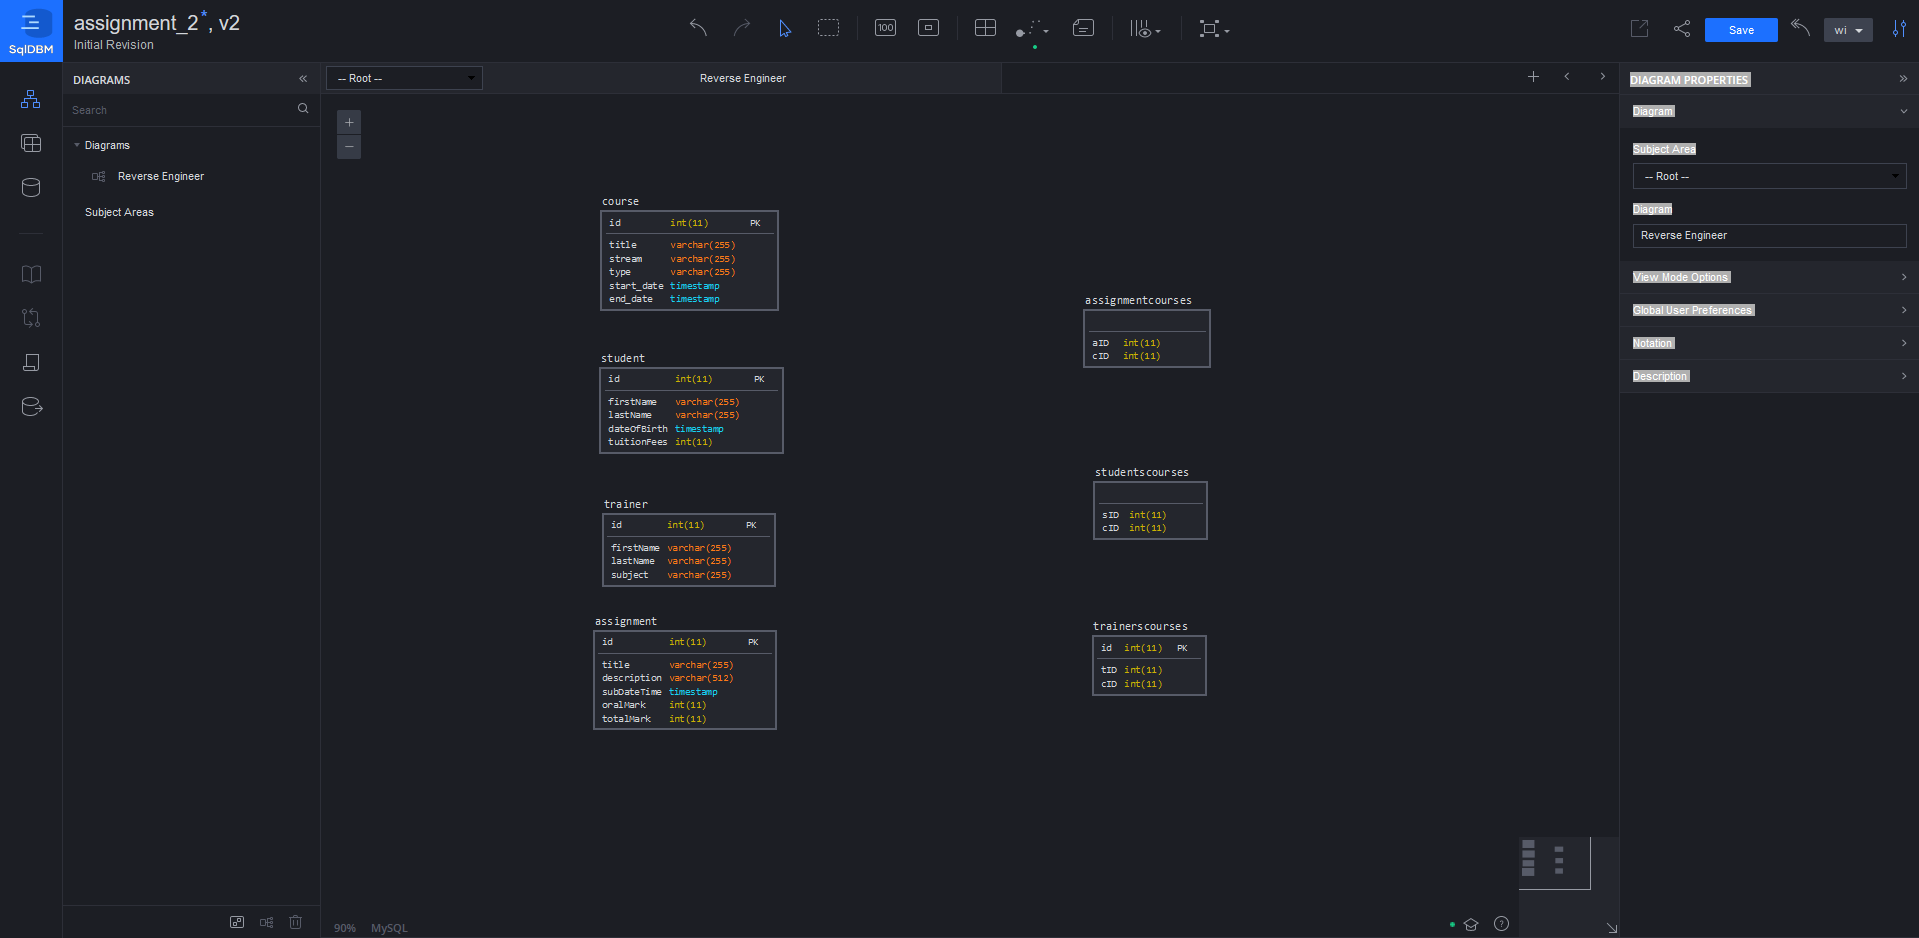 SqlDBM
assignment_2*, v2
Initial Revision
100
Save
wi
DIAGRAMS
Search
Diagrams
Reverse Engineer
Subject Areas
-- Root --
Reverse Engineer
course
id int(11) PK
title varchar(255)
stream varchar(255)
type varchar(255)
start_date timestamp
end_date timestamp
student
id int(11) PK
firstName varchar(255)
lastName varchar(255)
dateOfBirth timestamp
tuitionFees int(11)
trainer
id int(11) PK
firstName varchar(255)
lastName varchar(255)
subject varchar(255)
assignment
id int(11) PK
title varchar(255)
description varchar(512)
subDateTime timestamp
oralMark int(11)
totalMark int(11)
assignmentcourses
aID int(11)
cID int(11)
studentscourses
sID int(11)
cID int(11)
trainerscourses
id int(11) PK
tID int(11)
cID int(11)
90% MySQL
DIAGRAM PROPERTIES
Diagram
Subject Area
-- Root --
Diagram
Reverse Engineer
View Mode Options
Global User Preferences
Notation
Description